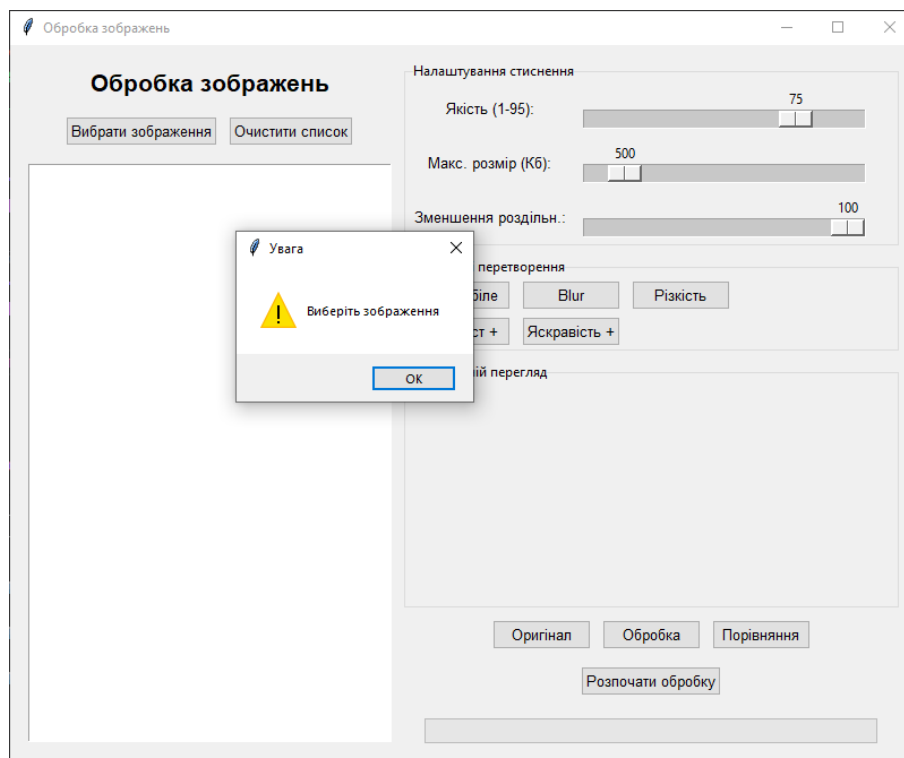 Обробка зображень
Обробка зображень
Вибрати зображення Очистити список
Налаштування стиснення
Якість (1-95): 75
Макс. розмір (Кб): 500
Зменшення роздільн.: 100
Увага
Виберіть зображення
OK
перетворення
Blur Різкість
+ Яскравість +
перегляд
Оригінал Обробка Порівняння
Розпочати обробку